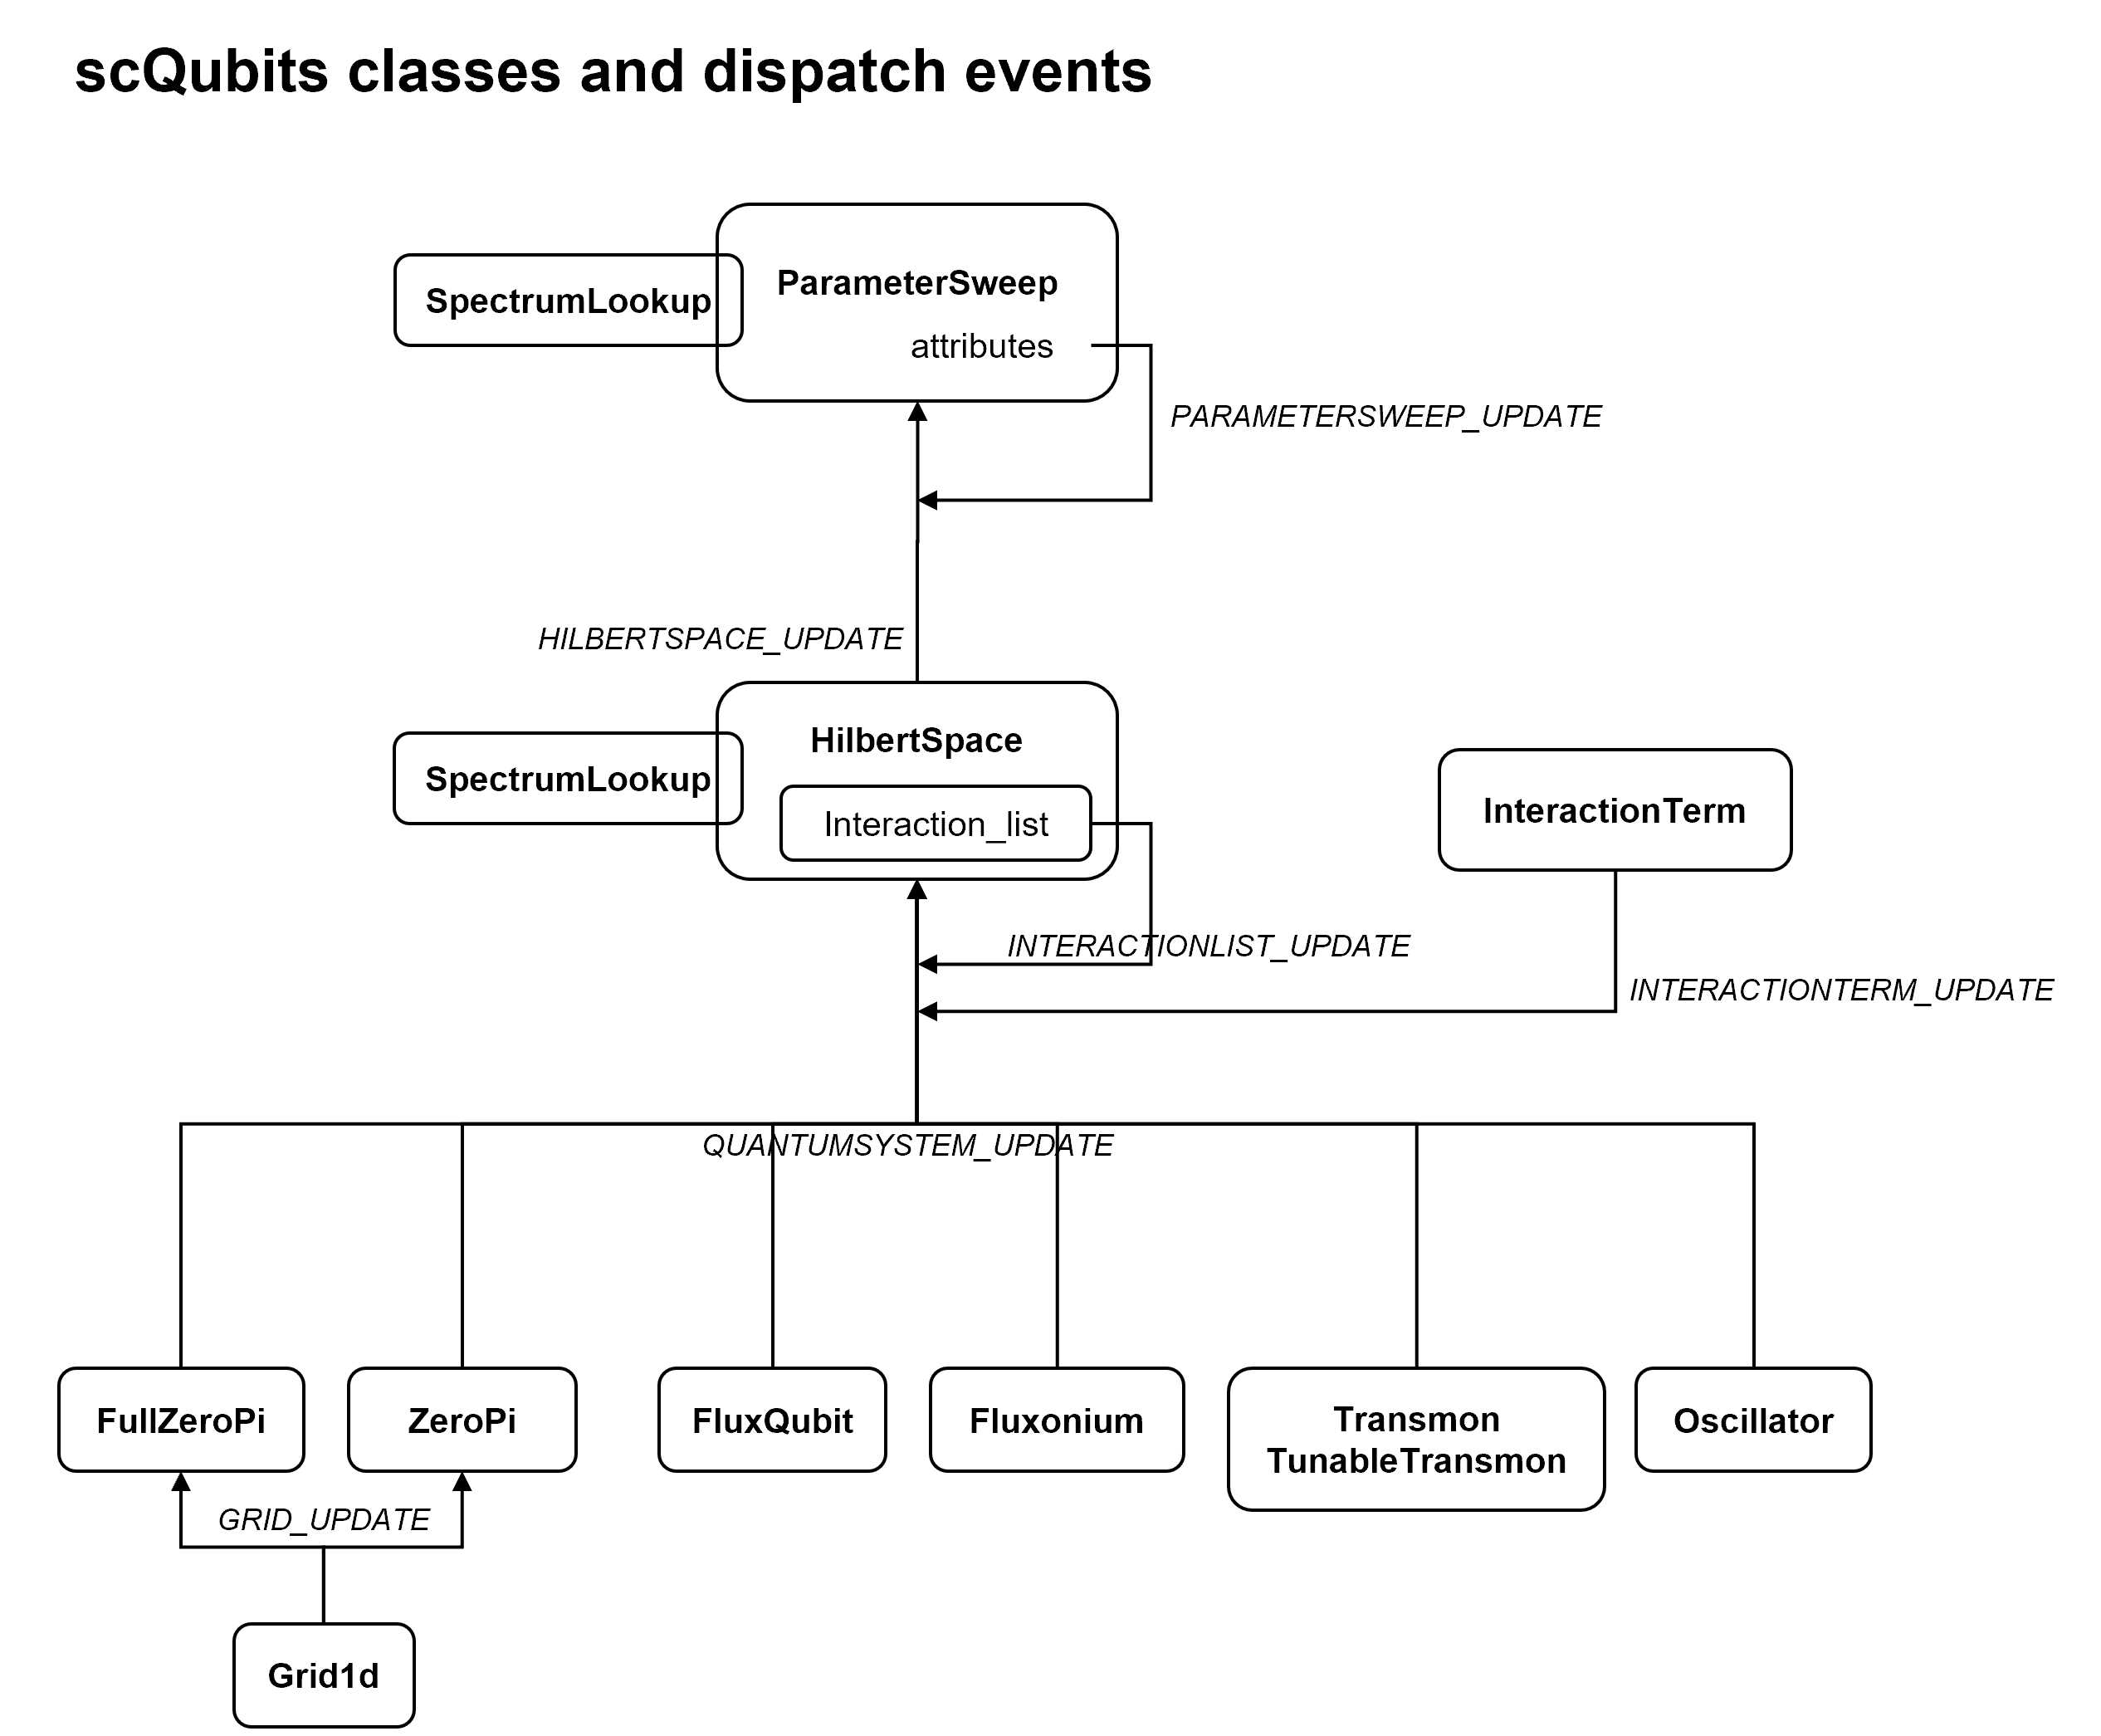 scQubits classes and dispatch events
SpectrumLookup
ParameterSweep
attributes
PARAMETERSWEEP_UPDATE
HILBERTSPACE_UPDATE
SpectrumLookup
HilbertSpace
Interaction_list
InteractionTerm
INTERACTIONLIST_UPDATE
INTERACTIONTERM_UPDATE
QUANTUMSYSTEM_UPDATE
FullZeroPi
ZeroPi
FluxQubit
Fluxonium
Transmon
TunableTransmon
Oscillator
GRID_UPDATE
Grid1d